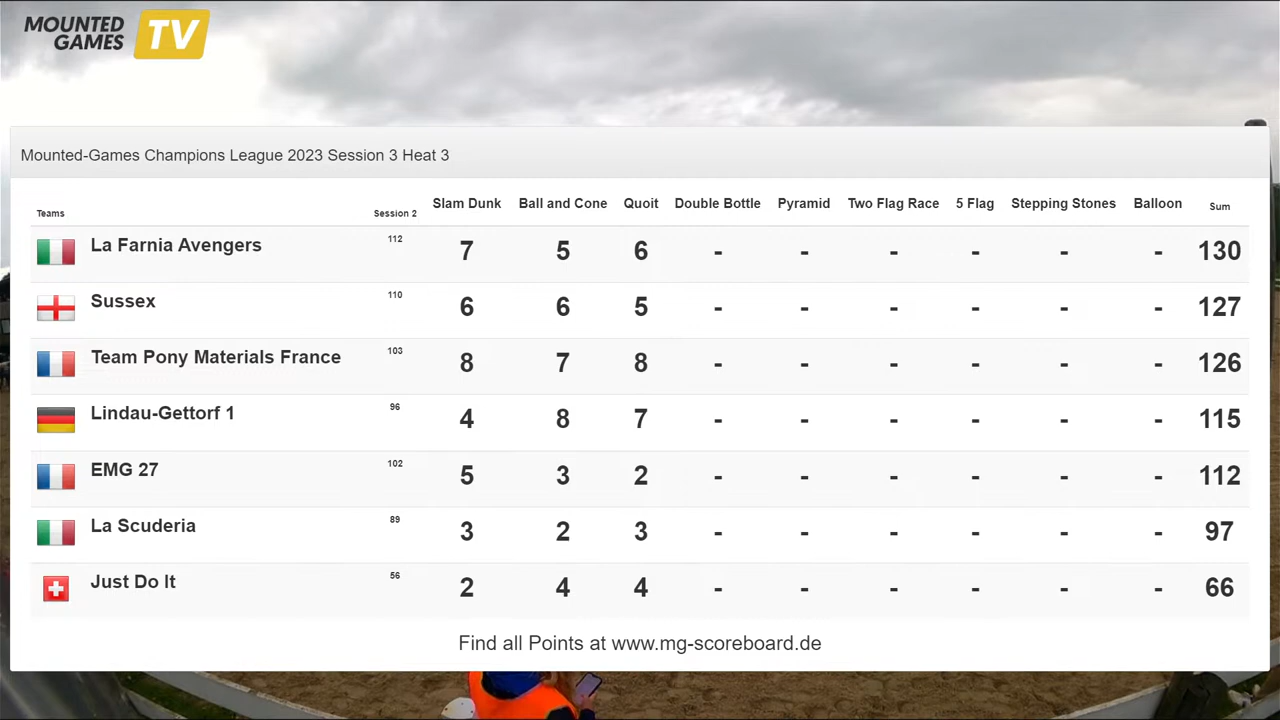 MOUNTED
GAMES
TV
Mounted-Games Champions League 2023 Session 3 Heat 3
Teams Session 2 Slam Dunk Ball and Cone Quoit Double Bottle Pyramid Two Flag Race 5 Flag Stepping Stones Balloon Sum
La Farnia Avengers 112 7 5 6 - - - - - - 130
Sussex 110 6 6 5 - - - - - - 127
Team Pony Materials France 103 8 7 8 - - - - - - 126
Lindau-Gettorf 1 96 4 8 7 - - - - - - 115
EMG 27 102 5 3 2 - - - - - - 112
La Scuderia 89 3 2 3 - - - - - - 97
Just Do It 56 2 4 4 - - - - - - 66
Find all Points at www.mg-scoreboard.de